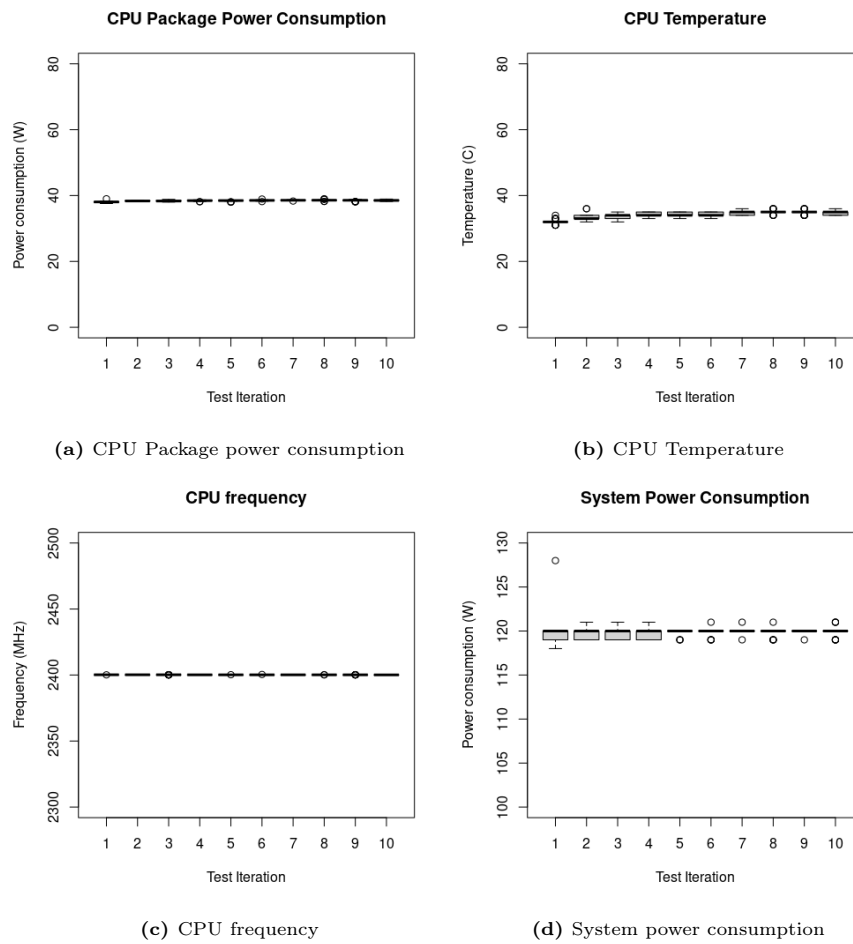 CPU Package Power Consumption
Power consumption (W)
80
60
40
20
0
1 2 3 4 5 6 7 8 9 10
Test Iteration
(a) CPU Package power consumption
CPU Temperature
Temperature (C)
80
60
40
20
0
1 2 3 4 5 6 7 8 9 10
Test Iteration
(b) CPU Temperature
CPU frequency
Frequency (MHz)
2500
2450
2400
2350
2300
1 2 3 4 5 6 7 8 9 10
Test Iteration
(c) CPU frequency
System Power Consumption
Power consumption (W)
130
125
120
115
110
105
100
1 2 3 4 5 6 7 8 9 10
Test Iteration
(d) System power consumption